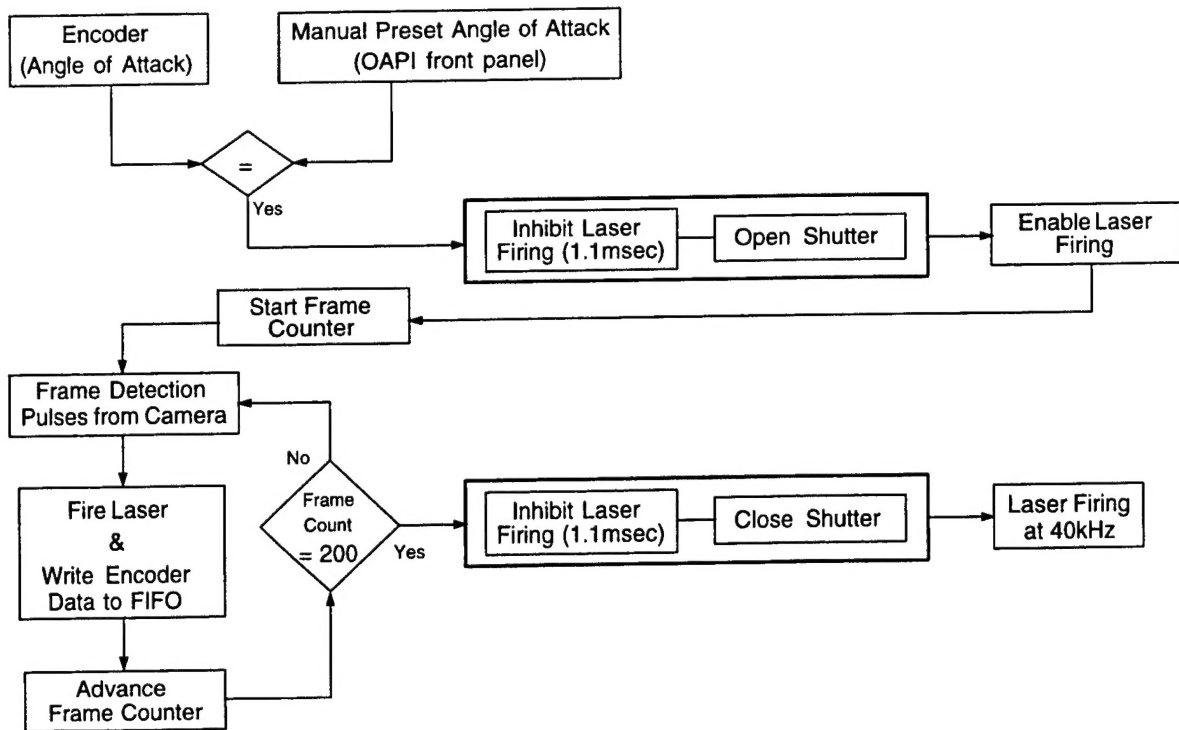 Encoder
(Angle of Attack)
Manual Preset Angle of Attack
(OAPI front panel)
=
Yes
Inhibit Laser
Firing (1.1msec)
Open Shutter
Enable Laser
Firing
Start Frame
Counter
Frame Detection
Pulses from Camera
No
Fire Laser
&
Write Encoder
Data to FIFO
Frame
Count
= 200
Yes
Inhibit Laser
Firing (1.1msec)
Close Shutter
Laser Firing
at 40kHz
Advance
Frame Counter